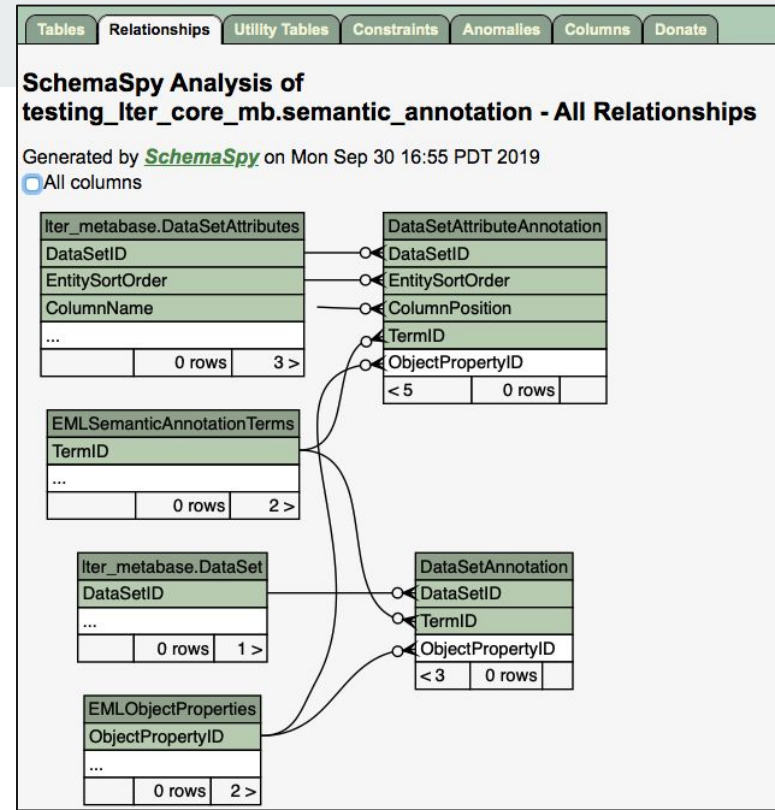 Tables Relationships Utility Tables Constraints Anomalies Columns Donate
SchemaSpy Analysis of
testing_lter_core_mb.semantic_annotation - All Relationships
Generated by SchemaSpy on Mon Sep 30 16:55 PDT 2019
All columns
lter_metabase.DataSetAttributes
DataSetID
EntitySortOrder
ColumnName
...
0 rows 3 >
DataSetAttributeAnnotation
DataSetID
EntitySortOrder
ColumnPosition
TermID
ObjectPropertyID
< 5 0 rows
EMLSemanticAnnotationTerms
TermID
...
0 rows 2 >
lter_metabase.DataSet
DataSetID
...
0 rows 1 >
DataSetAnnotation
DataSetID
TermID
ObjectPropertyID
< 3 0 rows
EMLObjectProperties
ObjectPropertyID
...
0 rows 2 >